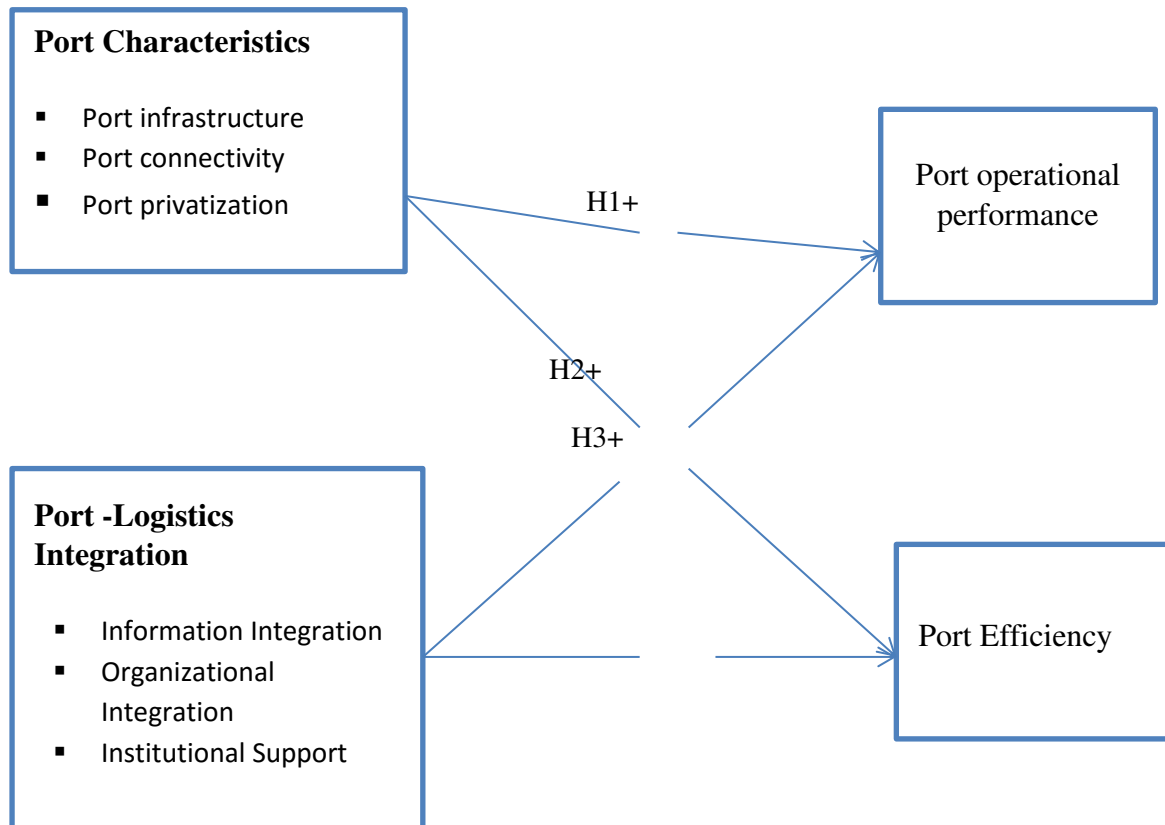 Port Characteristics
▪ Port infrastructure
▪ Port connectivity
▪ Port privatization
H1+
Port operational
performance
H2+
H3+
Port -Logistics
Integration
▪ Information Integration
▪ Organizational
Integration
▪ Institutional Support
Port Efficiency